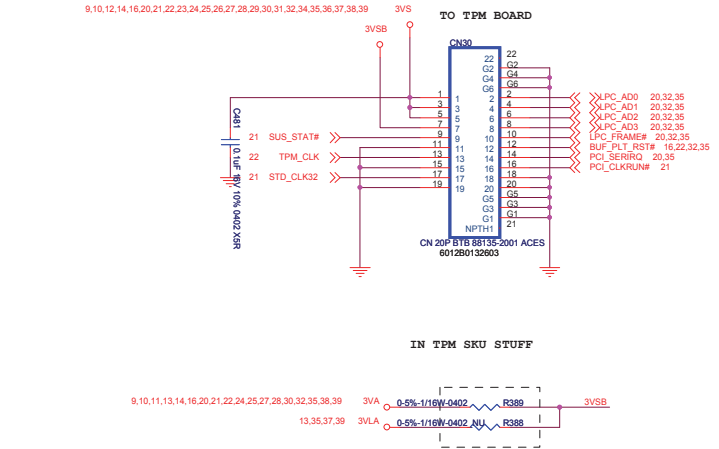 9,10,12,14,16,20,21,22,23,24,25,26,27,28,29,30,31,32,34,35,36,37,38,39 3VS
TO TPM BOARD
3VSB
CN30
22 22
G2 G2
G4 G4
G6 G6
1 1 2 2 LPC_AD0 20,32,35
3 3 4 4 LPC_AD1 20,32,35
5 5 6 6 LPC_AD2 20,32,35
7 7 8 8 LPC_AD3 20,32,35
21 SUS_STAT# 9 9 10 10 LPC_FRAME# 20,32,35
11 11 12 12 BUF_PLT_RST# 16,22,32,35
22 TPM_CLK 13 13 14 14 PCI_SERIRQ 20,35
15 15 16 16 PCI_CLKRUN# 21
21 STD_CLK32 17 17 18 18
19 19 20 20
G5 G5
G3 G3
G1 G1
NPTH1 21
C481
0.1uF 16V 10% 0402 X5R
CN 20P BTB 88135-2001 ACES
6012B0132603
IN TPM SKU STUFF
9,10,11,13,14,16,20,21,22,24,25,27,28,30,32,35,38,39 3VA 0-5%-1/16W-0402 R389 3VSB
13,35,37,39 3VLA 0-5%-1/16W-0402_NU R388